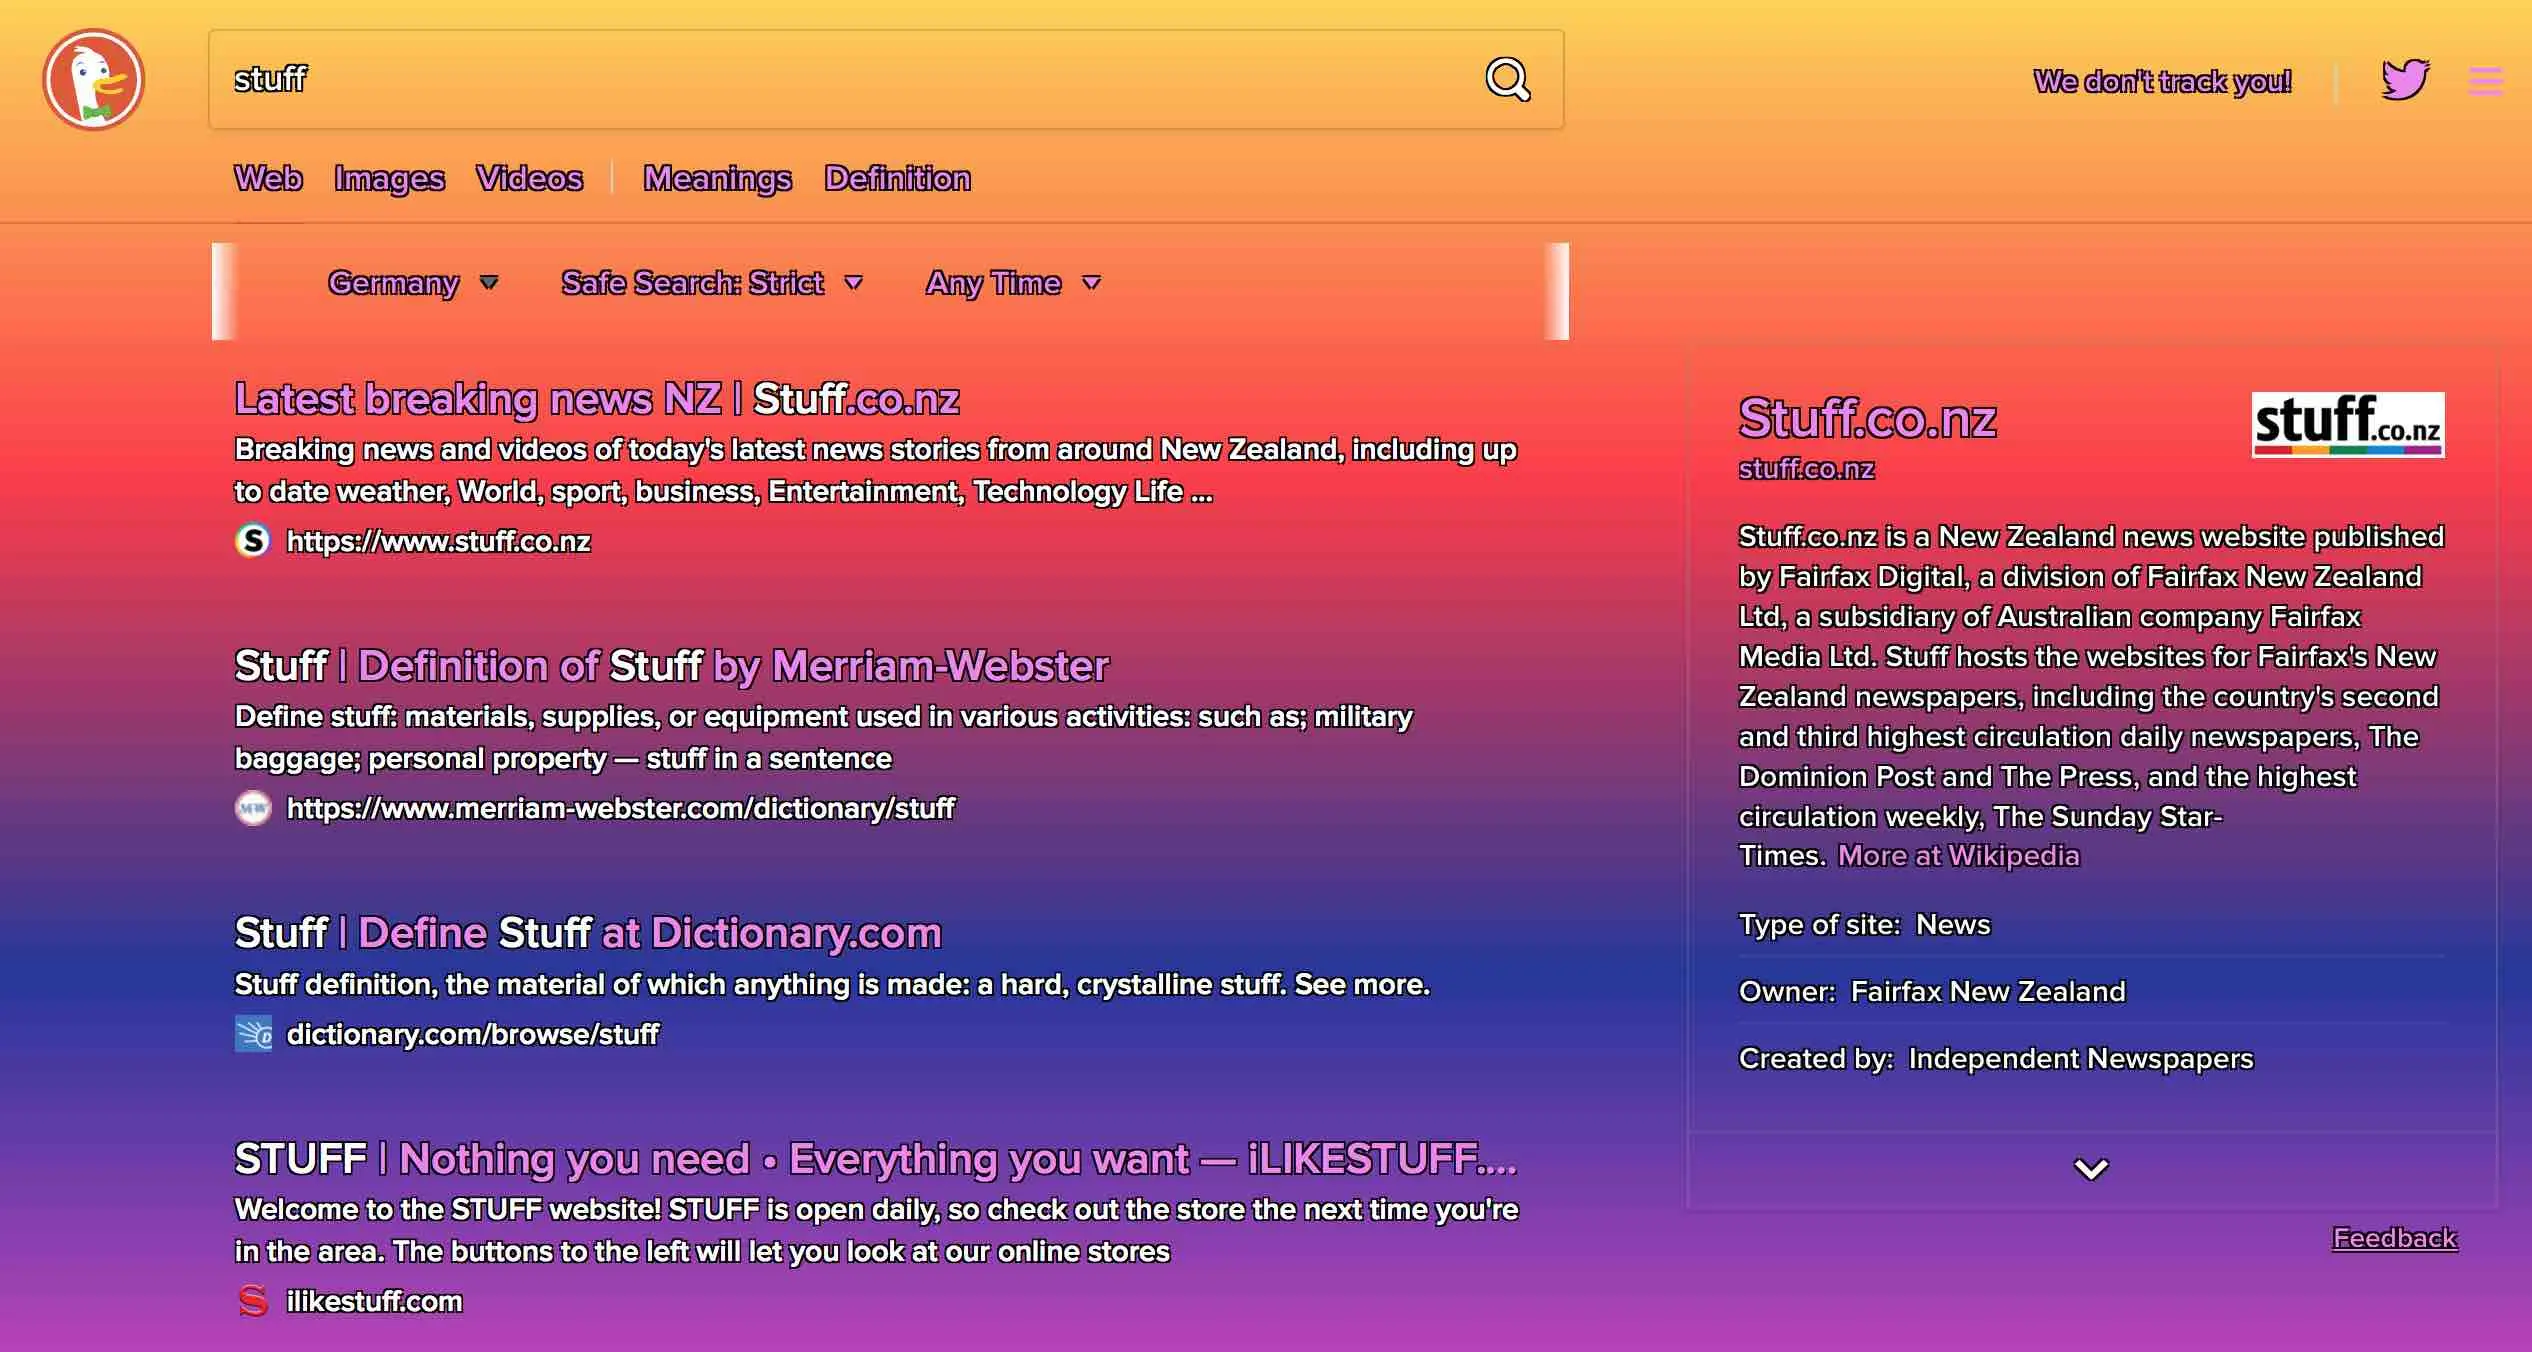 stuff
We don't track you!
Web Images Videos Meanings Definition
Germany Safe Search: Strict Any Time
Latest breaking news NZ | Stuff.co.nz
Breaking news and videos of today's latest news stories from around New Zealand, including up
to date weather, World, sport, business, Entertainment, Technology Life ...
S https://www.stuff.co.nz
Stuff | Definition of Stuff by Merriam-Webster
Define stuff: materials, supplies, or equipment used in various activities: such as; military
baggage; personal property — stuff in a sentence
MW https://www.merriam-webster.com/dictionary/stuff
Stuff | Define Stuff at Dictionary.com
Stuff definition, the material of which anything is made: a hard, crystalline stuff. See more.
D dictionary.com/browse/stuff
STUFF | Nothing you need • Everything you want — iLIKESTUFF....
Welcome to the STUFF website! STUFF is open daily, so check out the store the next time you're
in the area. The buttons to the left will let you look at our online stores
S ilikestuff.com
Stuff.co.nz
stuff.co.nz
stuff.co.nz
Stuff.co.nz is a New Zealand news website published
by Fairfax Digital, a division of Fairfax New Zealand
Ltd, a subsidiary of Australian company Fairfax
Media Ltd. Stuff hosts the websites for Fairfax's New
Zealand newspapers, including the country's second
and third highest circulation daily newspapers, The
Dominion Post and The Press, and the highest
circulation weekly, The Sunday Star-
Times. More at Wikipedia
Type of site: News
Owner: Fairfax New Zealand
Created by: Independent Newspapers
Feedback